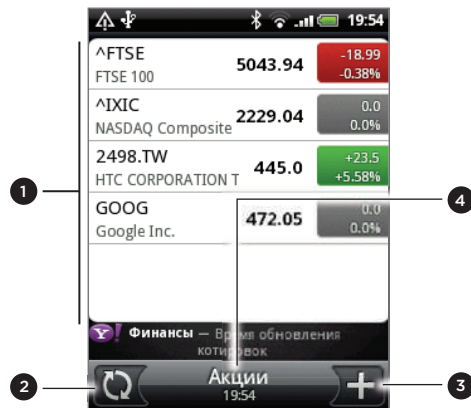 19:54
^FTSE 5043.94 -18.99
FTSE 100 -0.38%
^IXIC 2229.04 0.0
NASDAQ Composite 0.0%
2498.TW 445.0 +23.5
HTC CORPORATION T +5.58%
GOOG 472.05 0.0
Google Inc. 0.0%
1
4
Y! Финансы — Время обновления
котировок
2
Акции
19:54
3